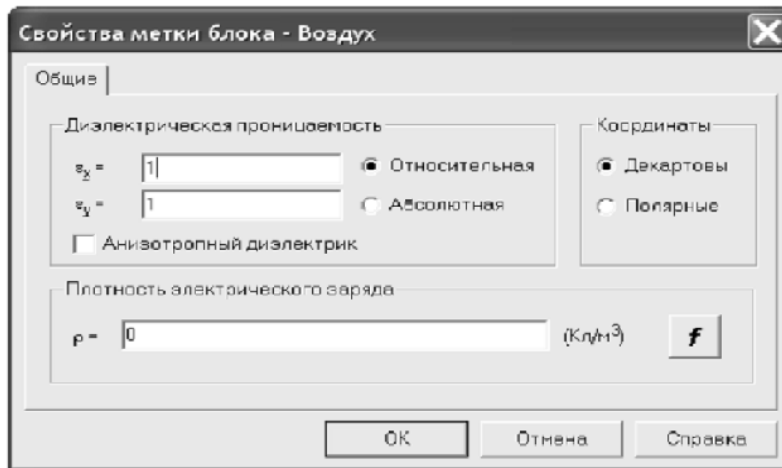 Свойства метки блока - Воздух
Общие
Диэлектрическая проницаемость
εx = 1
Относительная
εy = 1
Абсолютная
Анизотропный диэлектрик
Координаты
Декартовы
Полярные
Плотность электрического заряда
ρ = 0 (Кл/м³) f
OK Отмена Справка